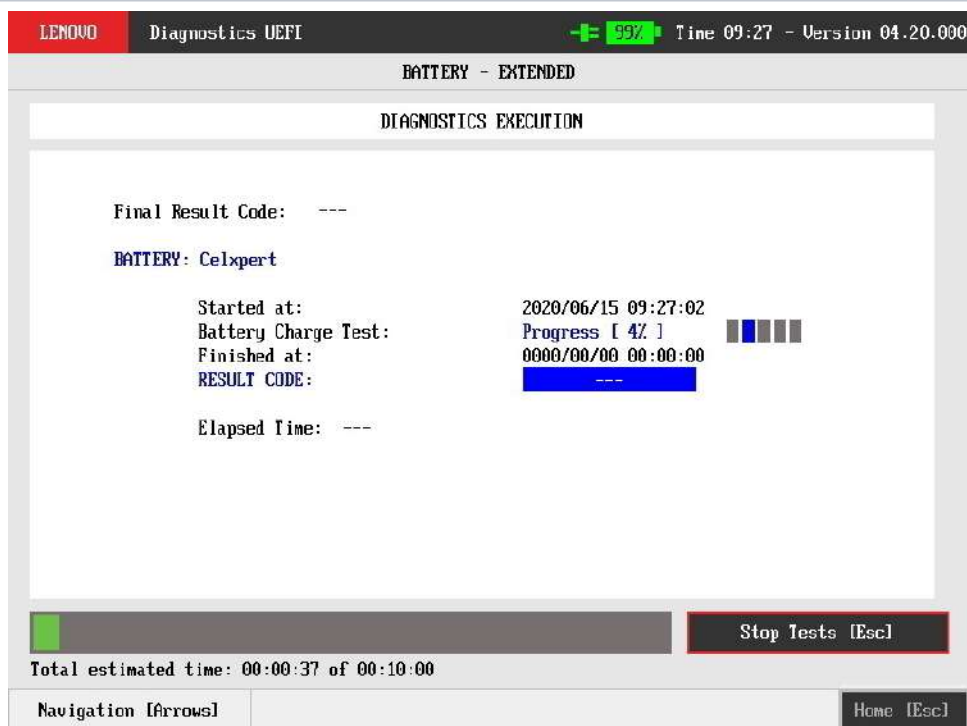 LENOVO Diagnostics UEFI 99% Time 09:27 - Version 04.20.000
BATTERY - EXTENDED
DIAGNOSTICS EXECUTION
Final Result Code: ---
BATTERY: Celxpert
Started at: 2020/06/15 09:27:02
Battery Charge Test: Progress [ 4% ]
Finished at: 0000/00/00 00:00:00
RESULT CODE: ---
Elapsed Time: ---
Stop Tests [Esc]
Total estimated time: 00:00:37 of 00:10:00
Navigation [Arrows] Home [Esc]